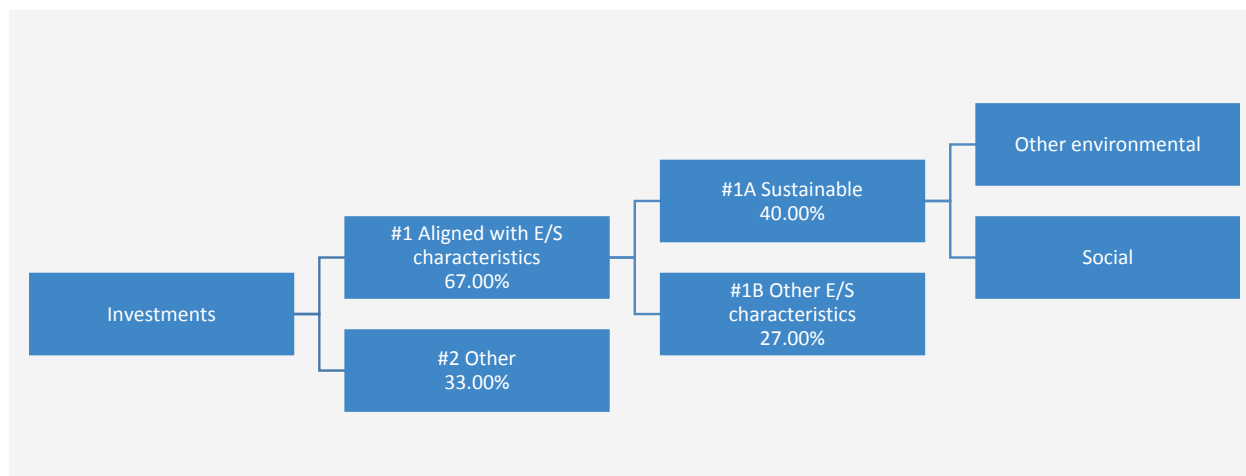 Investments
#1 Aligned with E/S
characteristics
67.00%
#2 Other
33.00%
#1A Sustainable
40.00%
#1B Other E/S
characteristics
27.00%
Other environmental
Social